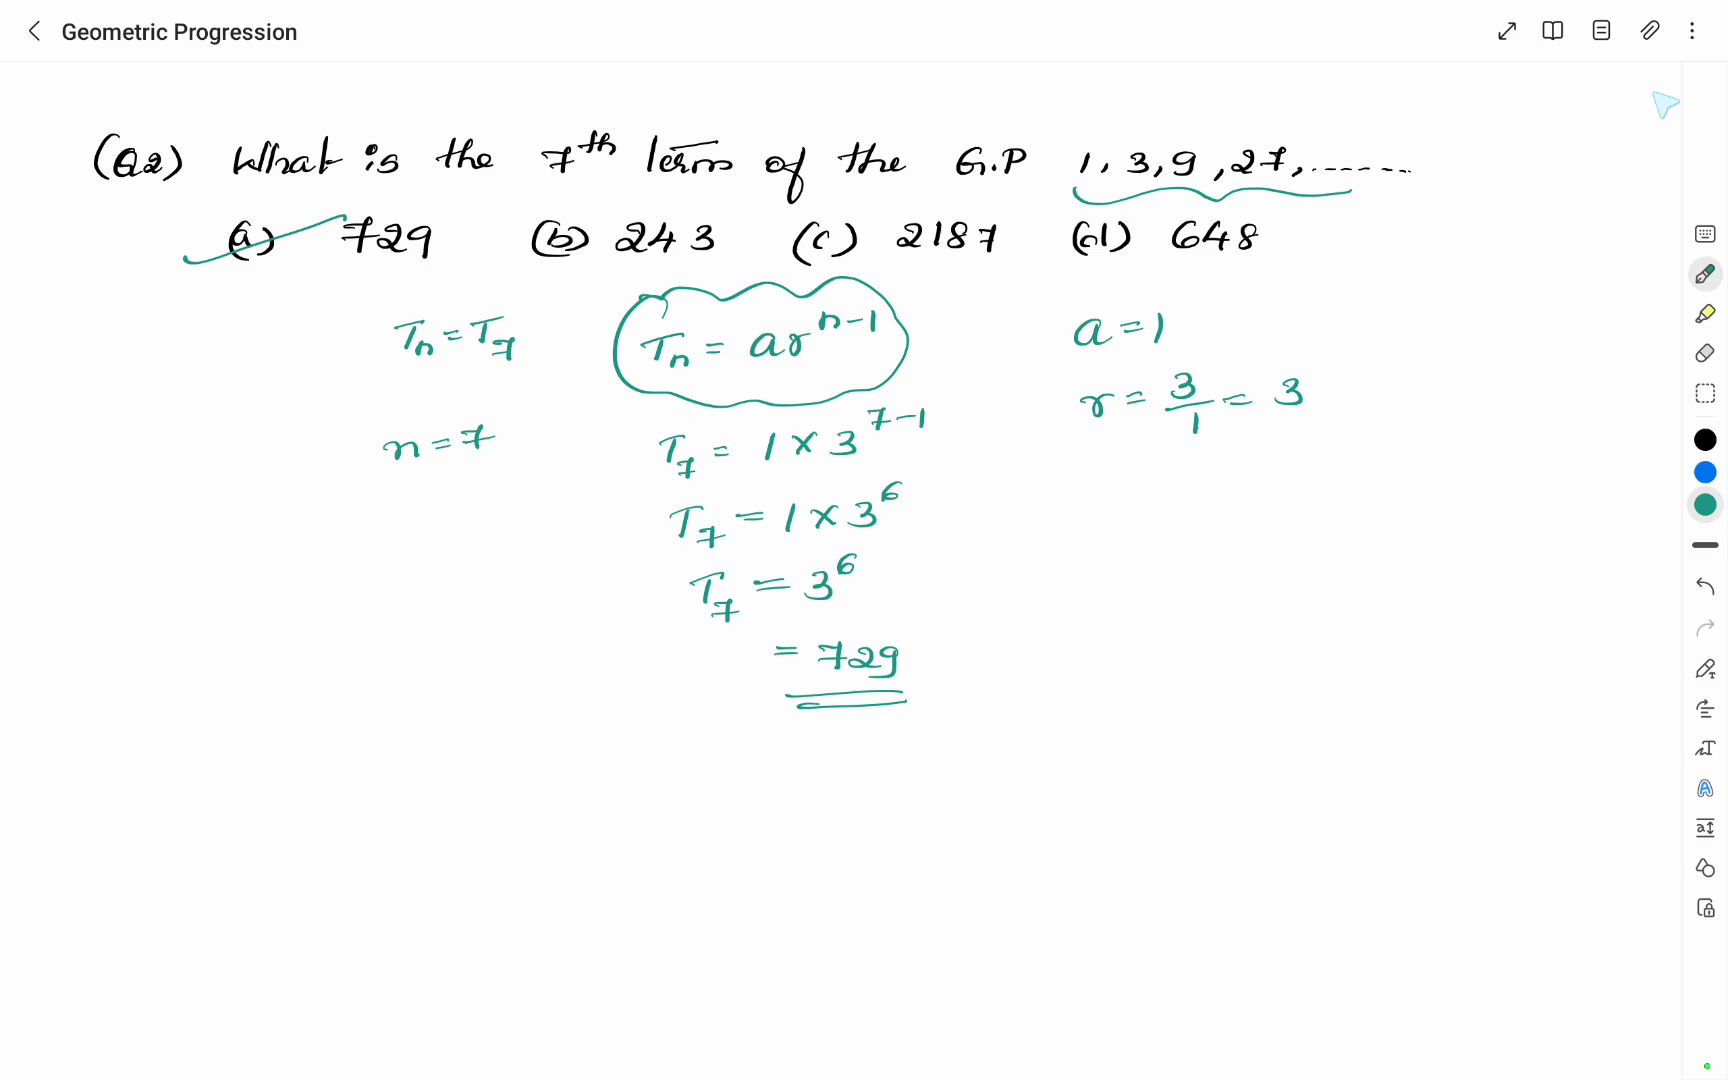 Geometric Progression
(Q2) What is the 7th term of the G.P 1, 3, 9, 27, .......
(a) 729 (b) 243 (c) 2187 (d) 648
Tn = T7 Tn = ar^n-1 a = 1
r = 3/1 = 3
n = 7 T7 = 1 × 3^7-1
T7 = 1 × 3^6
T7 = 3^6
= 729